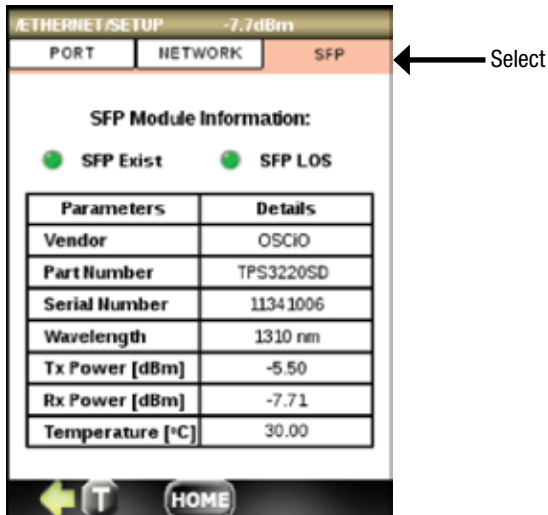 ÆTHERNET/SETUP -7.7dBm
PORT NETWORK SFP
Select
SFP Module Information:
SFP Exist SFP LOS
Parameters Details
Vendor OSCiO
Part Number TPS3220SD
Serial Number 11341006
Wavelength 1310 nm
Tx Power [dBm] -5.50
Rx Power [dBm] -7.71
Temperature [°C] 30.00
T HOME